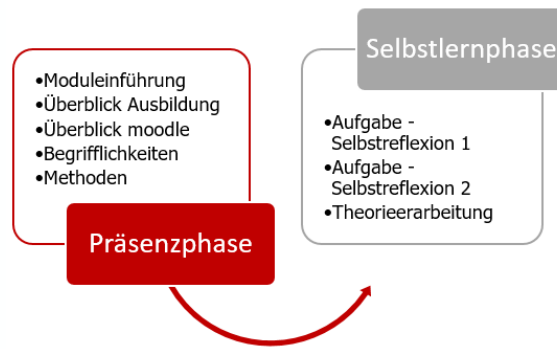 •Moduleinführung
•Überblick Ausbildung
•Überblick moodle
•Begrifflichkeiten
•Methoden
Präsenzphase
Selbstlernphase
•Aufgabe -
Selbstreflexion 1
•Aufgabe -
Selbstreflexion 2
•Theorieerarbeitung